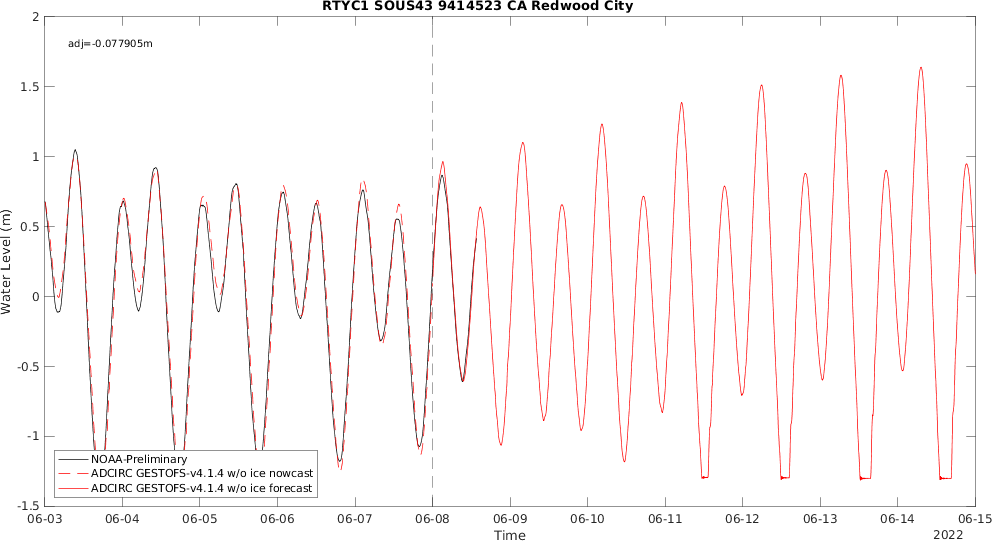 RTYC1 SOUS43 9414523 CA Redwood City
adj=-0.077905m
2
1.5
1
0.5
0
-0.5
-1
-1.5
Water Level (m)
NOAA-Preliminary
ADCIRC GESTOFS-v4.1.4 w/o ice nowcast
ADCIRC GESTOFS-v4.1.4 w/o ice forecast
06-03 06-04 06-05 06-06 06-07 06-08 06-09 06-10 06-11 06-12 06-13 06-14 06-15
Time
2022